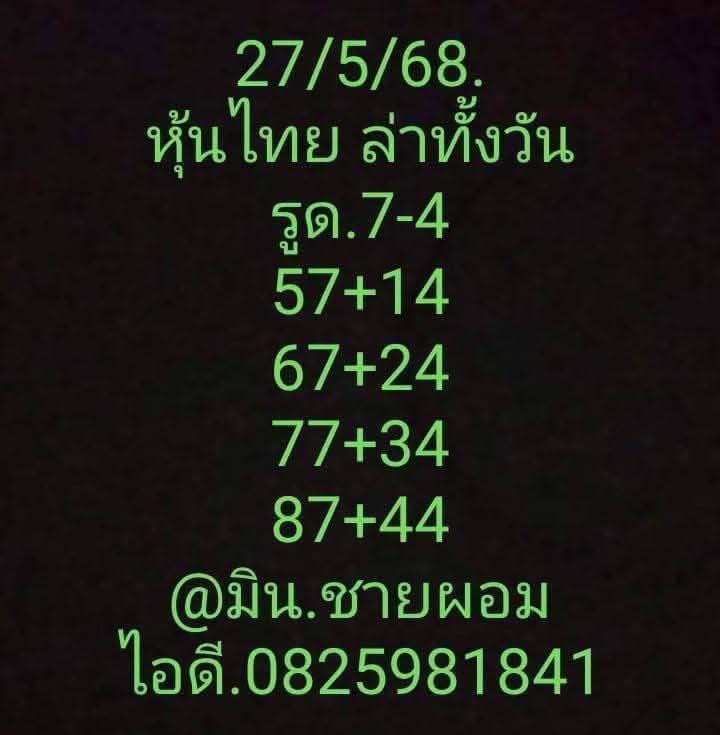 27/5/68.
หุ้นไทย ล่าทั้งวัน
รูด.7-4
57+14
67+24
77+34
87+44
@มิน.ชายผอม
ไอดี.0825981841